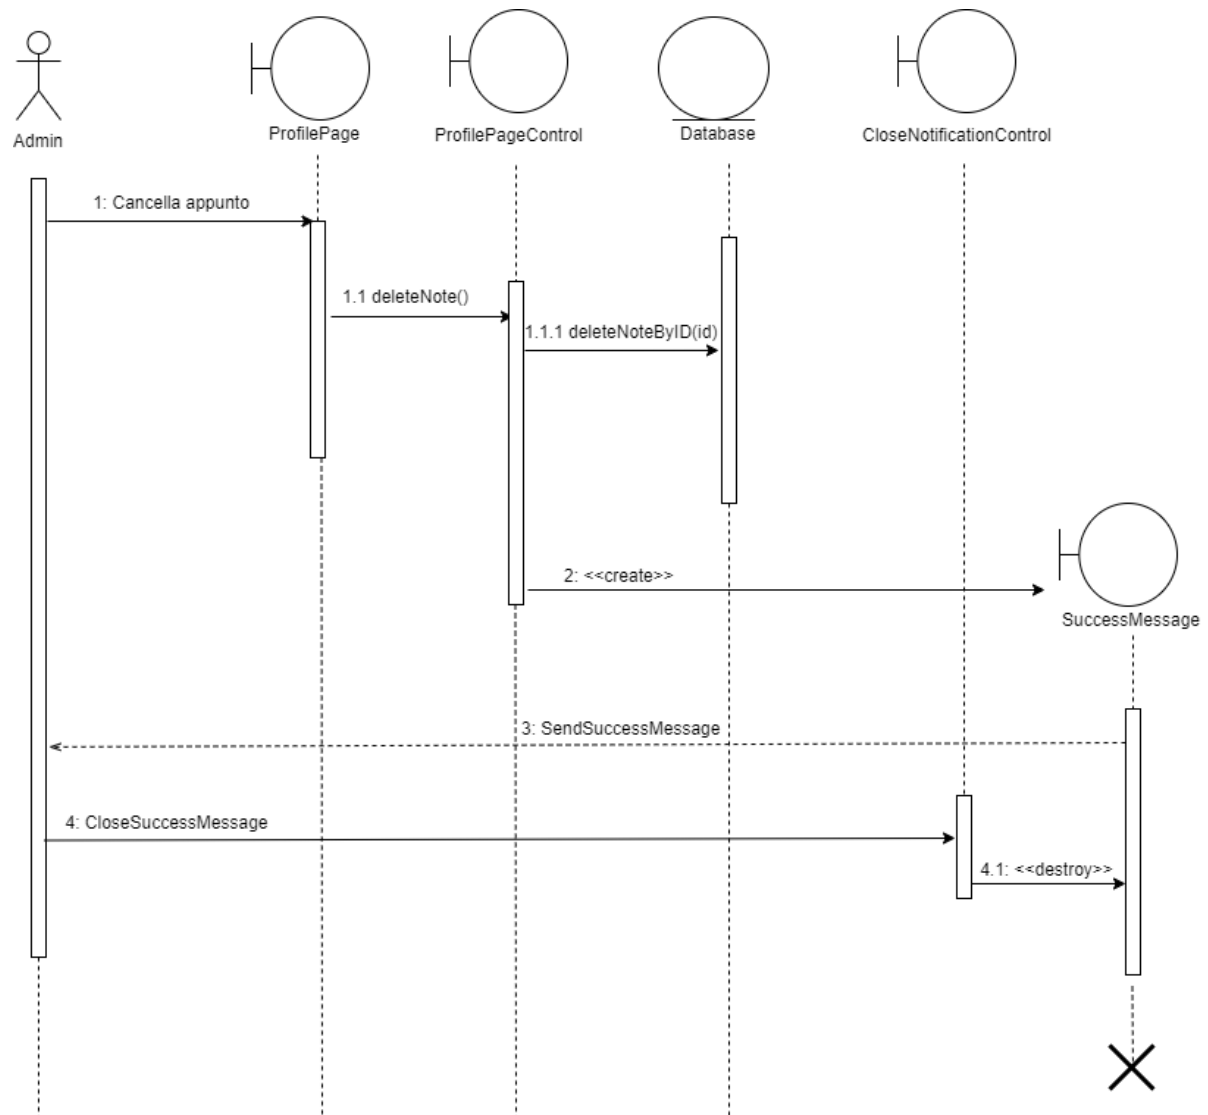 Admin
ProfilePage
ProfilePageControl
Database
CloseNotificationControl
1: Cancella appunto
1.1 deleteNote()
1.1.1 deleteNoteByID(id)
2: <<create>>
SuccessMessage
3: SendSuccessMessage
4: CloseSuccessMessage
4.1: <<destroy>>